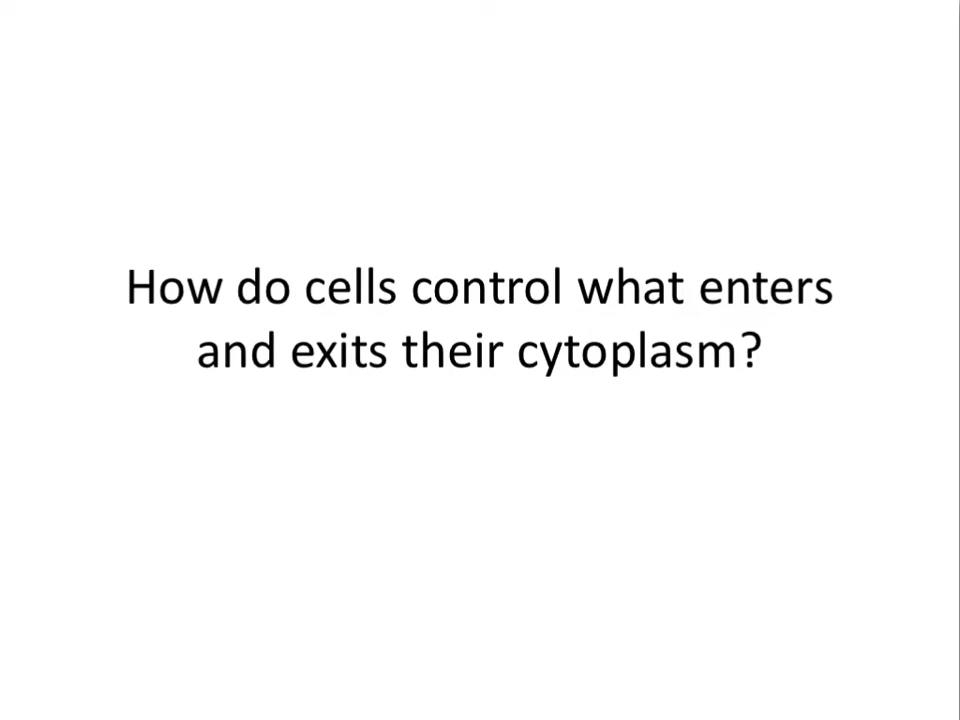 How do cells control what enters
and exits their cytoplasm?